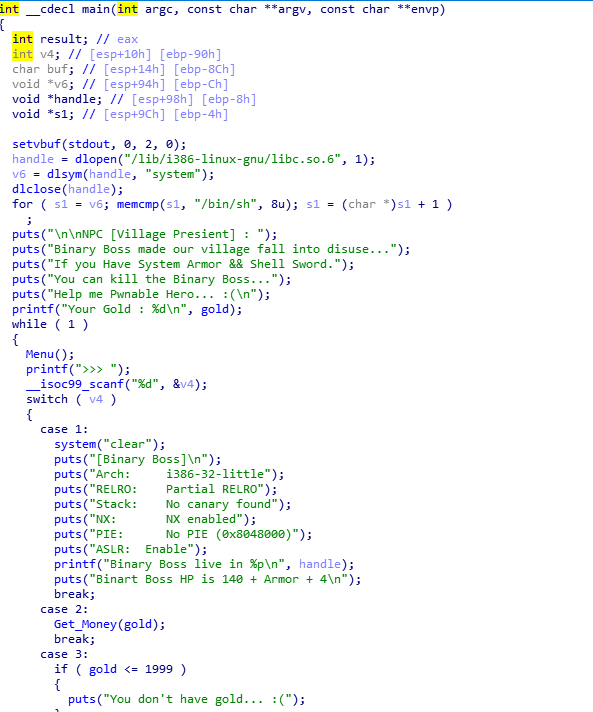 int __cdecl main(int argc, const char **argv, const char **envp)
{
int result; // eax
int v4; // [esp+10h] [ebp-90h]
char buf; // [esp+14h] [ebp-8Ch]
void *v6; // [esp+94h] [ebp-Ch]
void *handle; // [esp+98h] [ebp-8h]
void *s1; // [esp+9Ch] [ebp-4h]
setvbuf(stdout, 0, 2, 0);
handle = dlopen("/lib/i386-linux-gnu/libc.so.6", 1);
v6 = dlsym(handle, "system");
dlclose(handle);
for ( s1 = v6; memcmp(s1, "/bin/sh", 8u); s1 = (char *)s1 + 1 )
;
puts("\n\nNPC [Village Presient] : ");
puts("Binary Boss made our village fall into disuse...");
puts("If you Have System Armor && Shell Sword.");
puts("You can kill the Binary Boss...");
puts("Help me Pwnable Hero... :(\n");
printf("Your Gold : %d\n", gold);
while ( 1 )
{
Menu();
printf(">>> ");
__isoc99_scanf("%d", &v4);
switch ( v4 )
{
case 1:
system("clear");
puts("[Binary Boss]\n");
puts("Arch:     i386-32-little");
puts("RELRO:    Partial RELRO");
puts("Stack:    No canary found");
puts("NX:       NX enabled");
puts("PIE:      No PIE (0x8048000)");
puts("ASLR:  Enable");
printf("Binary Boss live in %p\n", handle);
puts("Binart Boss HP is 140 + Armor + 4\n");
break;
case 2:
Get_Money(gold);
break;
case 3:
if ( gold <= 1999 )
{
puts("You don't have gold... :(");